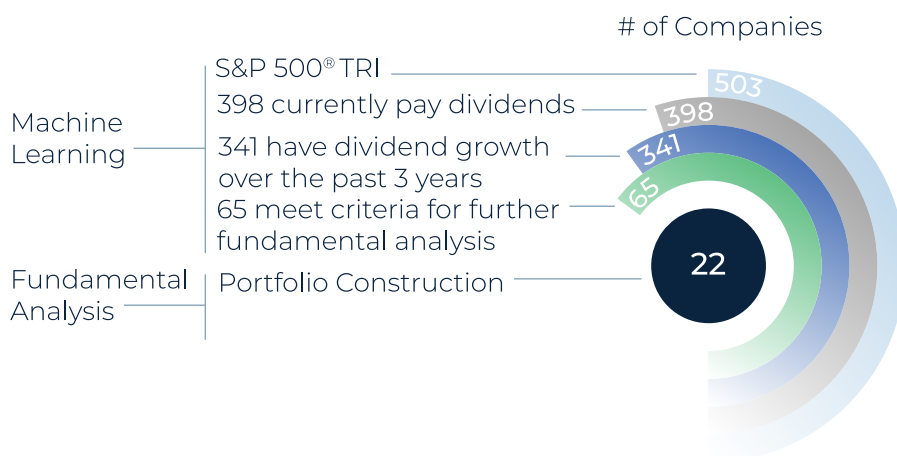 # of Companies
Machine
Learning
S&P 500® TRI
398 currently pay dividends
341 have dividend growth
over the past 3 years
65 meet criteria for further
fundamental analysis
Fundamental
Analysis
Portfolio Construction
503
398
341
65
22